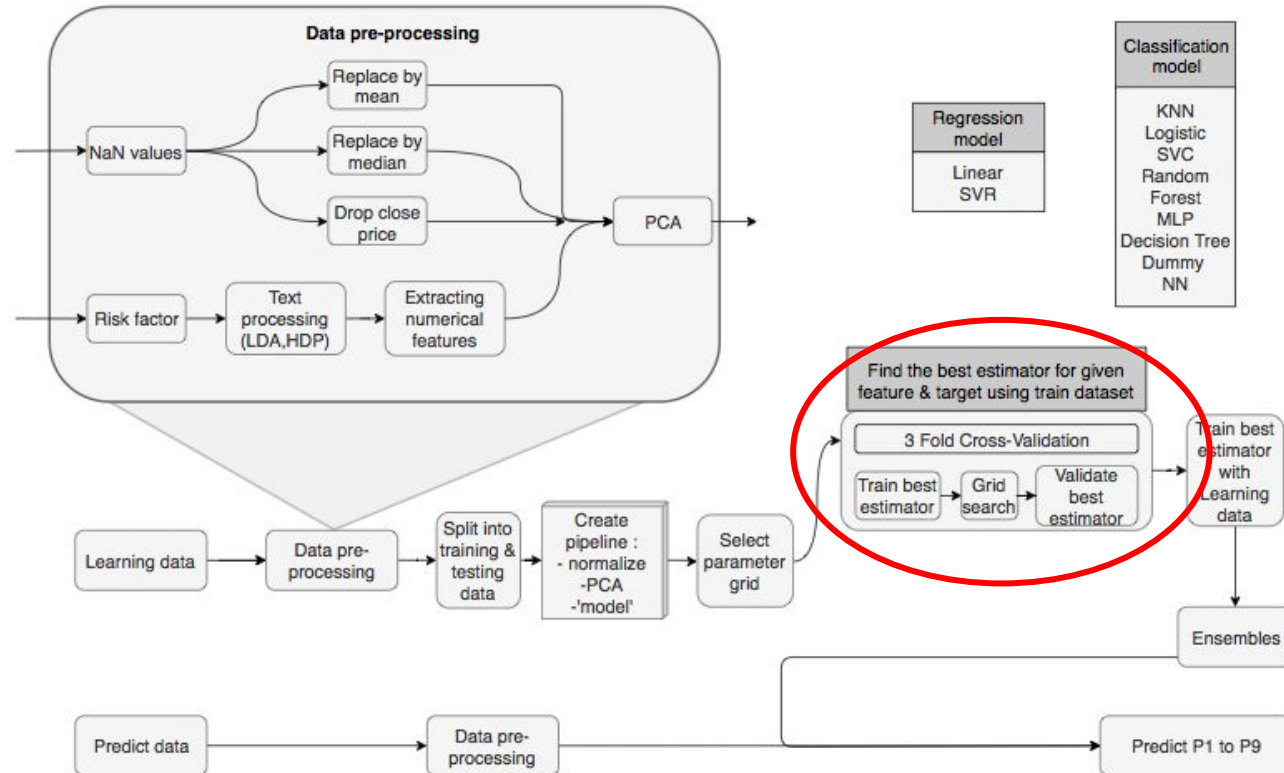 Data pre-processing
NaN values
Replace by
mean
Replace by
median
Drop close
price
PCA
Risk factor
Text
processing
(LDA,HDP)
Extracting
numerical
features
Regression
model
Linear
SVR
Classification
model
KNN
Logistic
SVC
Random
Forest
MLP
Decision Tree
Dummy
NN
Find the best estimator for given
feature & target using train dataset
3 Fold Cross-Validation
Train best
estimator
Grid
search
Validate
best
estimator
Train best
estimator
with
Learning
data
Learning data
Data pre-
processing
Split into
training &
testing
data
Create
pipeline :
- normalize
-PCA
-'model'
Select
parameter
grid
Ensembles
Predict data
Data pre-
processing
Predict P1 to P9